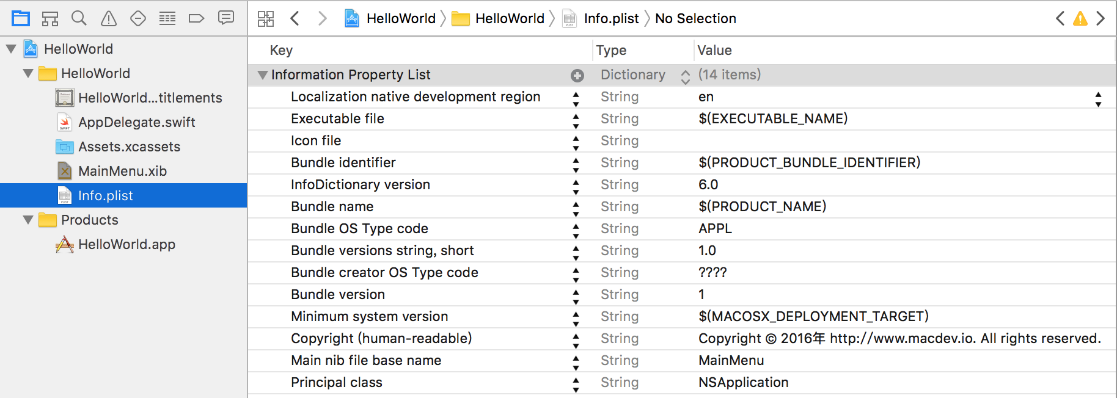 HelloWorld HelloWorld Info.plist No Selection
HelloWorld
HelloWorld
HelloWorld...titlements
AppDelegate.swift
Assets.xcassets
MainMenu.xib
Info.plist
Products
HelloWorld.app
Key Type Value
Information Property List Dictionary (14 items)
Localization native development region String en
Executable file String $(EXECUTABLE_NAME)
Icon file String
Bundle identifier String $(PRODUCT_BUNDLE_IDENTIFIER)
InfoDictionary version String 6.0
Bundle name String $(PRODUCT_NAME)
Bundle OS Type code String APPL
Bundle versions string, short String 1.0
Bundle creator OS Type code String ????
Bundle version String 1
Minimum system version String $(MACOSX_DEPLOYMENT_TARGET)
Copyright (human-readable) String Copyright © 2016年 http://www.macdev.io. All rights reserved.
Main nib file base name String MainMenu
Principal class String NSApplication